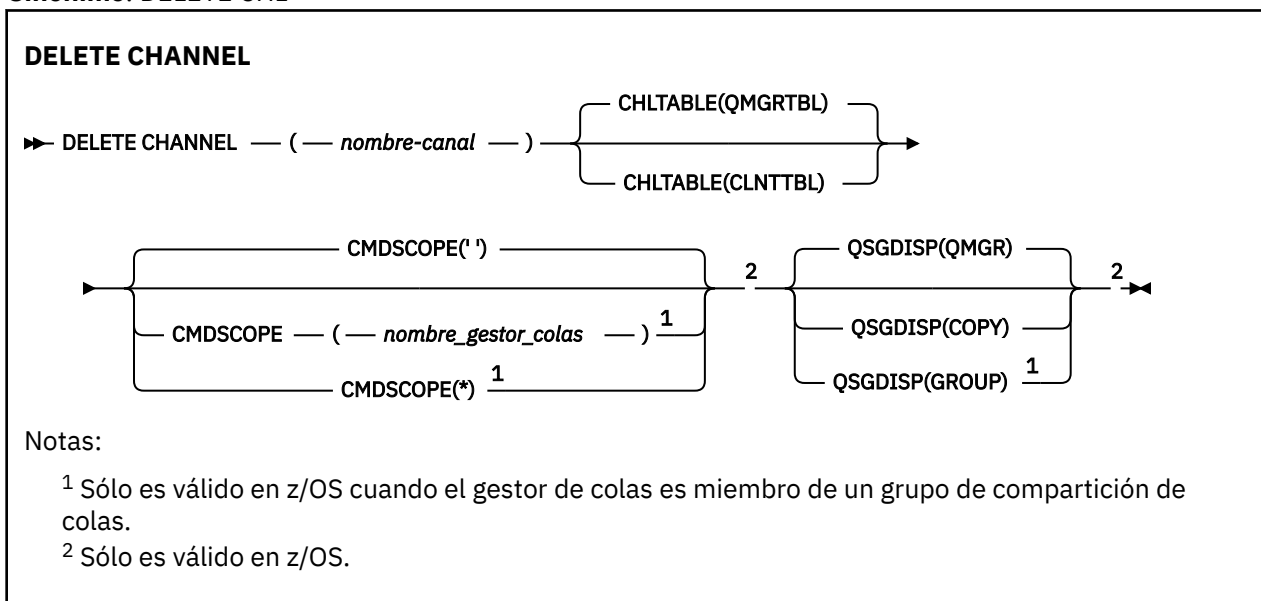 Sinónimo: DELETE CHL
DELETE CHANNEL
CHLTABLE(QMGRTBL)
DELETE CHANNEL ( nombre-canal )
CHLTABLE(CLNTTBL)
CMDSCOPE(' ') QSGDISP(QMGR)
2 2
CMDSCOPE ( nombre_gestor_colas ) 1 QSGDISP(COPY)
CMDSCOPE(*) 1 QSGDISP(GROUP) 1
Notas:
1 Sólo es válido en z/OS cuando el gestor de colas es miembro de un grupo de compartición de
colas.
2 Sólo es válido en z/OS.